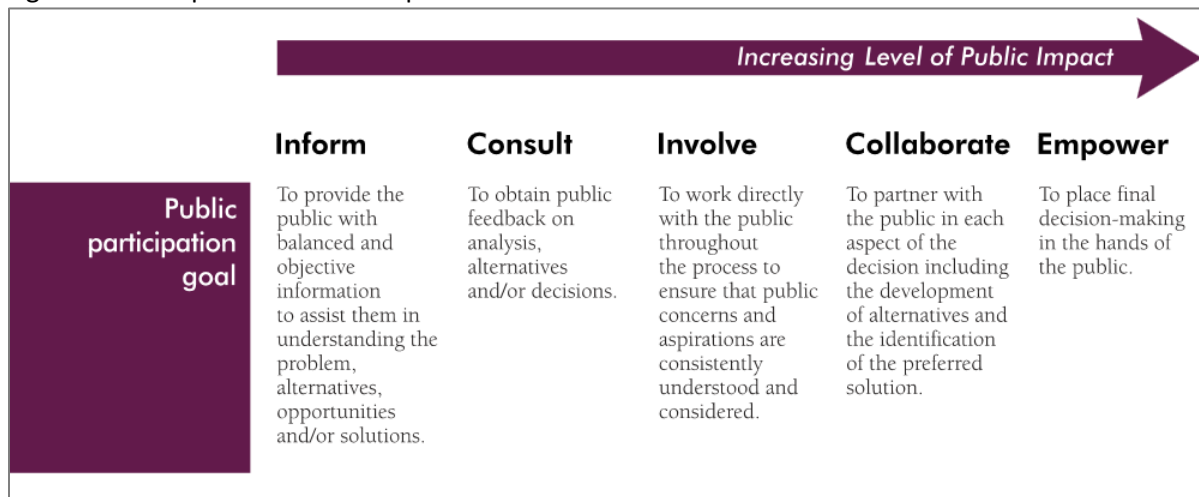 Increasing Level of Public Impact
Inform
Consult
Involve
Collaborate
Empower
Public
participation
goal
To provide the
public with
balanced and
objective
information
to assist them in
understanding the
problem,
alternatives,
opportunities
and/or solutions.
To obtain public
feedback on
analysis,
alternatives
and/or decisions.
To work directly
with the public
throughout
the process to
ensure that public
concerns and
aspirations are
consistently
understood and
considered.
To partner with
the public in each
aspect of the
decision including
the development
of alternatives and
the identification
of the preferred
solution.
To place final
decision-making
in the hands of
the public.